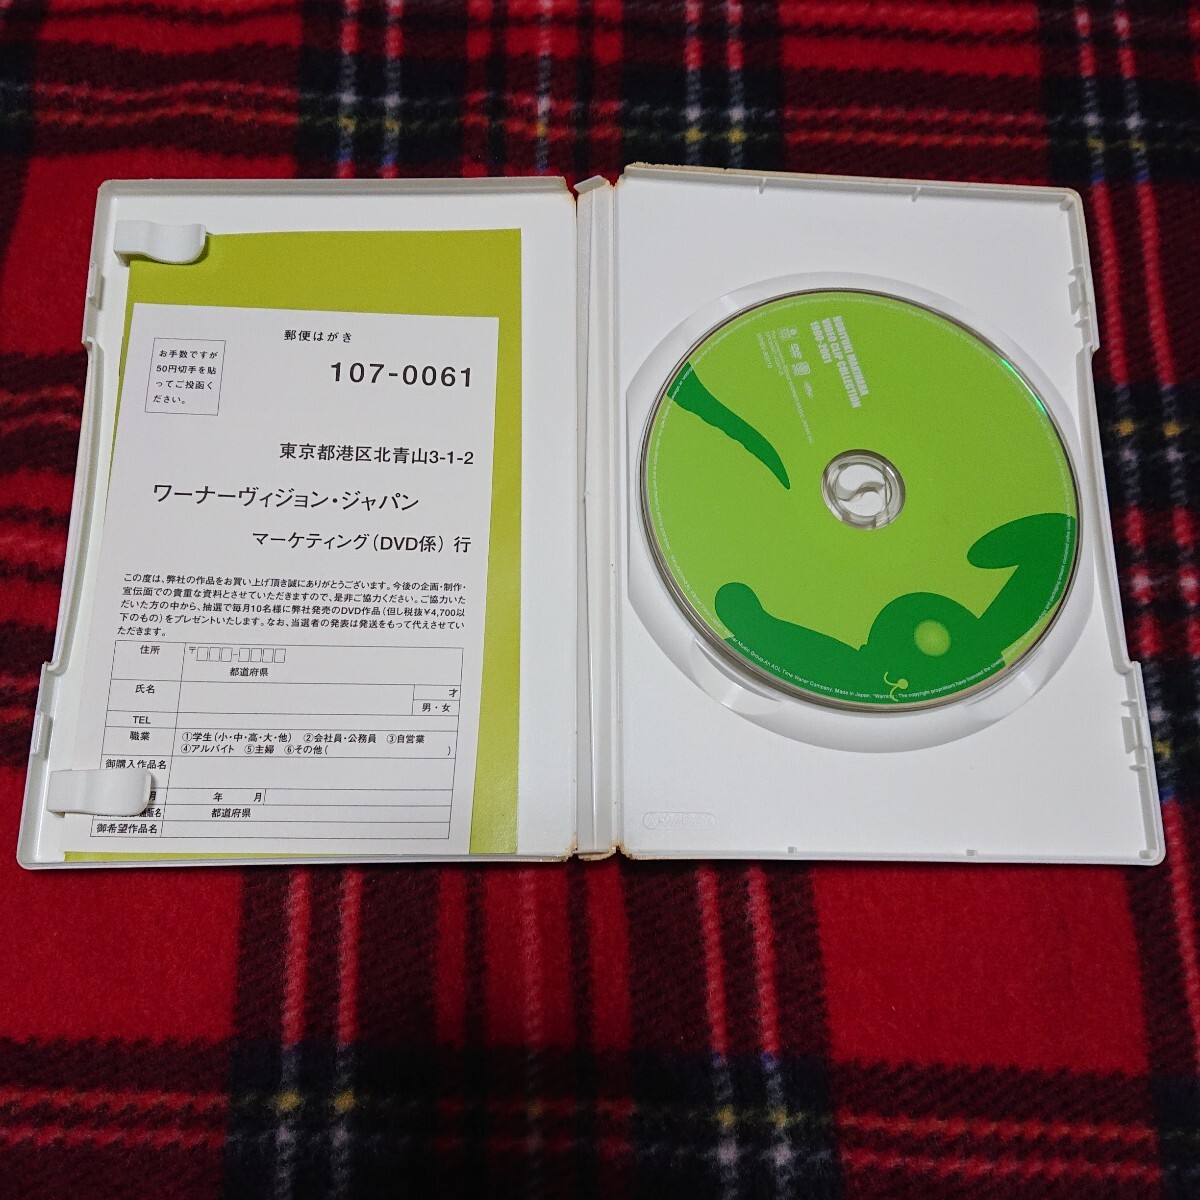 郵便はがき
お手数ですが
50円切手を貼
ってご投函く
ださい。
107-0061
東京都港区北青山3-1-2
ワーナーヴィジョン・ジャパン
マーケティング(DVD係) 行
この度は、弊社の作品をお買い上げ頂き誠にありがとうございます。今後の企画・制作・
宣伝面での貴重な資料とさせていただきますので、是非ご協力ください。ご協力いた
だいた方の中から、抽選で毎月10名様に弊社発売のDVD作品(但し税抜¥4,700以
下のもの)をプレゼントいたします。なお、当選者の発表は発送をもって代えさせてい
ただきます。
住所
〒□□□-□□□□
都道府県
氏名
才
男・女
TEL
職業
①学生(小・中・高・大・他) ②会社員・公務員 ③自営業
④アルバイト ⑤主婦 ⑥その他( )
御購入作品名
月
年 月
都道府県
御希望作品名
NORIYUKI MAKIHARA
VIDEO CLIP COLLECTION
1990-2001